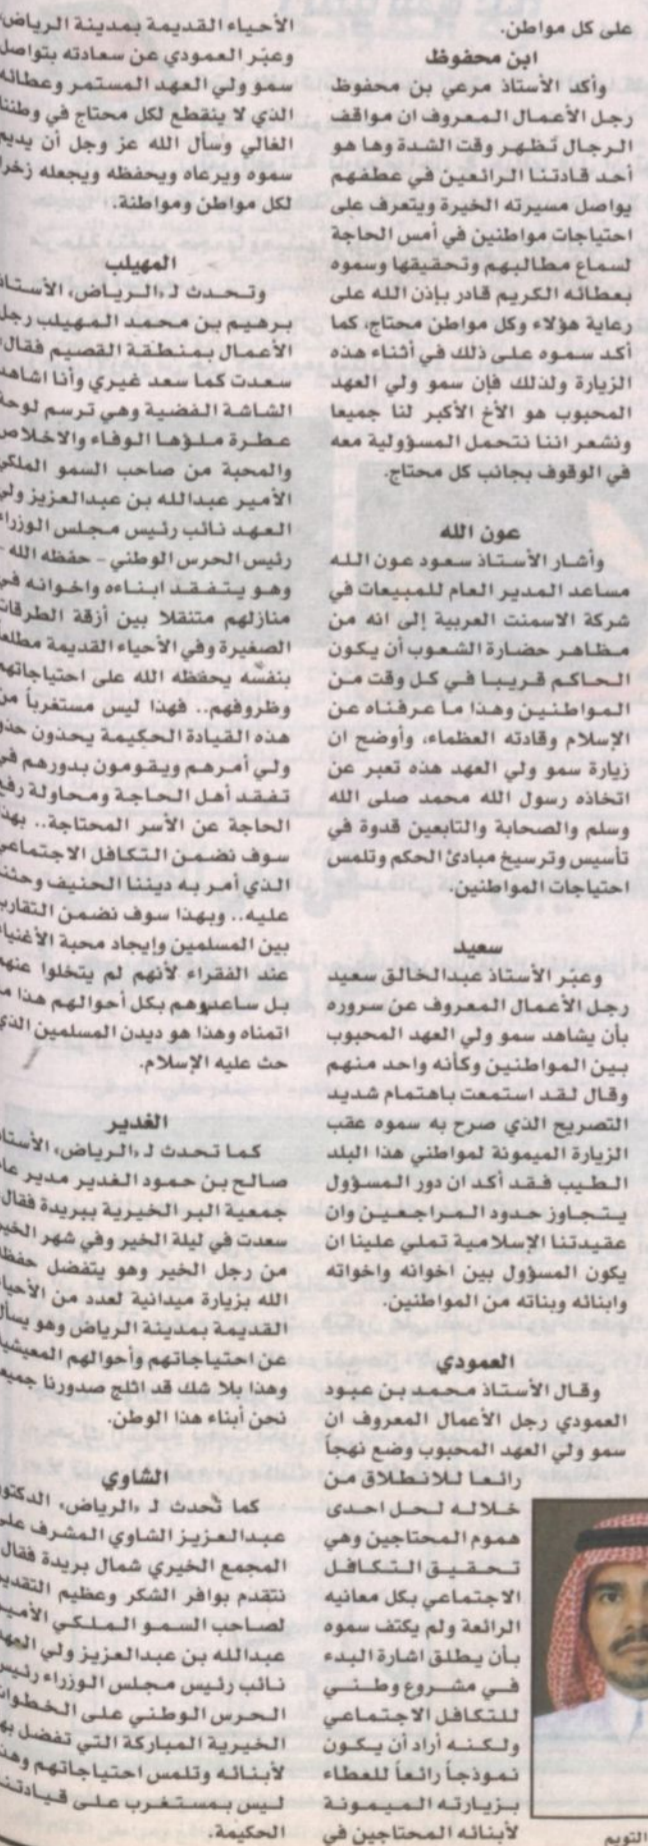 على كل مواطن.
ابن محفوظ
وأكد الأستاذ مرعي بن محفوظ
رجل الأعمال المعروف ان مواقف
الرجال تظهر وقت الشدة وها هو
أحد قادتنا الرائعين في عطفهم
يواصل مسيرته الخيرة ويتعرف على
احتياجات مواطنين في أمس الحاجة
لسماع مطالبهم وتحقيقها وسموه
بعطائه الكريم قادر بإذن الله على
رعاية هؤلاء وكل مواطن محتاج، كما
أكد سموه على ذلك في أثناء هذه
الزيارة ولذلك فإن سمو ولي العهد
المحبوب هو الأخ الأكبر لنا جميعا
ونشعر اننا نتحمل المسؤولية معه
في الوقوف بجانب كل محتاج.
عون الله
وأشار الأستاذ سعود عون الله
مساعد المدير العام للمبيعات في
شركة الاسمنت العربية إلى انه من
مظاهر حضارة الشعوب أن يكون
الحاكم قريبا في كل وقت من
المواطنين وهذا ما عرفناه عن
الإسلام وقادته العظماء، وأوضح ان
زيارة سمو ولي العهد هذه تعبر عن
اتخاذه رسول الله محمد صلى الله
وسلم والصحابة والتابعين قدوة في
تأسيس وترسيخ مبادئ الحكم وتلمس
احتياجات المواطنين.
سعيد
وعبّر الأستاذ عبدالخالق سعيد
رجل الأعمال المعروف عن سروره
بأن يشاهد سمو ولي العهد المحبوب
بين المواطنين وكأنه واحد منهم
وقال لقد استمعت باهتمام شديد
التصريح الذي صرح به سموه عقب
الزيارة الميمونة لمواطني هذا البلد
الطيب فقد أكد ان دور المسؤول
يتجاوز حدود المراجعين وان
عقيدتنا الإسلامية تملي علينا ان
يكون المسؤول بين اخوانه واخواته
وابنائه وبناته من المواطنين.
العمودي
وقال الأستاذ محمد بن عبود
العمودي رجل الأعمال المعروف ان
سمو ولي العهد المحبوب وضع نهجا
رائعا للانطلاق من
خلاله لحل احدى
هموم المحتاجين وهي
تحقيق التكافل
الاجتماعي بكل معانيه
الرائعة ولم يكتف سموه
بأن يطلق اشارة البدء
في مشروع وطني
للتكافل الاجتماعي
ولكنه أراد أن يكون
نموذجاً رائعاً للعطاء
بزيارته الميمونة
لأبنائه المحتاجين في
التويم
الأحياء القديمة بمدينة الرياض،
وعبّر العمودي عن سعادته بتواصل
سمو ولي العهد المستمر وعطائه
الذي لا ينقطع لكل محتاج في وطننا
الغالي وسأل الله عز وجل أن يديم
سموه ويرعاه ويحفظه ويجعله زخرا
لكل مواطن ومواطنة.
المهيلب
وتحدث لـ «الرياض» الأستاذ
برهيم بن محمد المهيلب رجل
الأعمال بمنطقة القصيم فقال:
سعدت كما سعد غيري وأنا اشاهد
الشاشة الفضية وهي ترسم لوحة
عطرة ملؤها الوفاء والاخلاص
والمحبة من صاحب السمو الملكي
الأمير عبدالله بن عبدالعزيز ولي
العهد نائب رئيس مجلس الوزراء
رئيس الحرس الوطني - حفظه الله -
وهو يتفقد ابناءه واخوانه في
منازلهم متنقلا بين أزقة الطرقات
الصغيرة وفي الأحياء القديمة مطلعاً
بنفسه يحفظه الله على احتياجاتهم
وظروفهم.. فهذا ليس مستغرباً من
هذه القيادة الحكيمة يحذون حذو
ولي أمرهم ويقومون بدورهم في
تفقد أهل الحاجة ومحاولة رفع
الحاجة عن الأسر المحتاجة.. بهذا
سوف نضمن التكافل الاجتماعي
الذي أمر به ديننا الحنيف وحثنا
عليه.. وبهذا سوف نضمن التقارب
بين المسلمين وإيجاد محبة الأغنياء
عند الفقراء لأنهم لم يتخلوا عنهم
بل ساعدوهم بكل أحوالهم هذا ما
اتمناه وهذا هو ديدن المسلمين الذي
حث عليه الإسلام.
الغدير
كما تحدث لـ «الرياض» الأستاذ
صالح بن حمود الغدير مدير عام
جمعية البر الخيرية ببريدة فقال:
سعدت في ليلة الخير وفي شهر الخير
من رجل الخير وهو يتفضل حفظه
الله بزيارة ميدانية لعدد من الأحياء
القديمة بمدينة الرياض وهو يسأل
عن احتياجاتهم وأحوالهم المعيشية
وهذا بلا شك قد اثلج صدورنا جميعا
نحن أبناء هذا الوطن.
الشاوي
كما تحدث لـ «الرياض» الدكتور
عبدالعزيز الشاوي المشرف على
المجمع الخيري شمال بريدة فقال:
نتقدم بوافر الشكر وعظيم التقدير
لصاحب السمو الملكي الأمير
عبدالله بن عبدالعزيز ولي العهد
نائب رئيس مجلس الوزراء رئيس
الحرس الوطني على الخطوات
الخيرية المباركة التي تفضل بها
لأبنائه وتلمس احتياجاتهم وهذا
ليس بمستغرب على قيادتنا
الحكيمة.